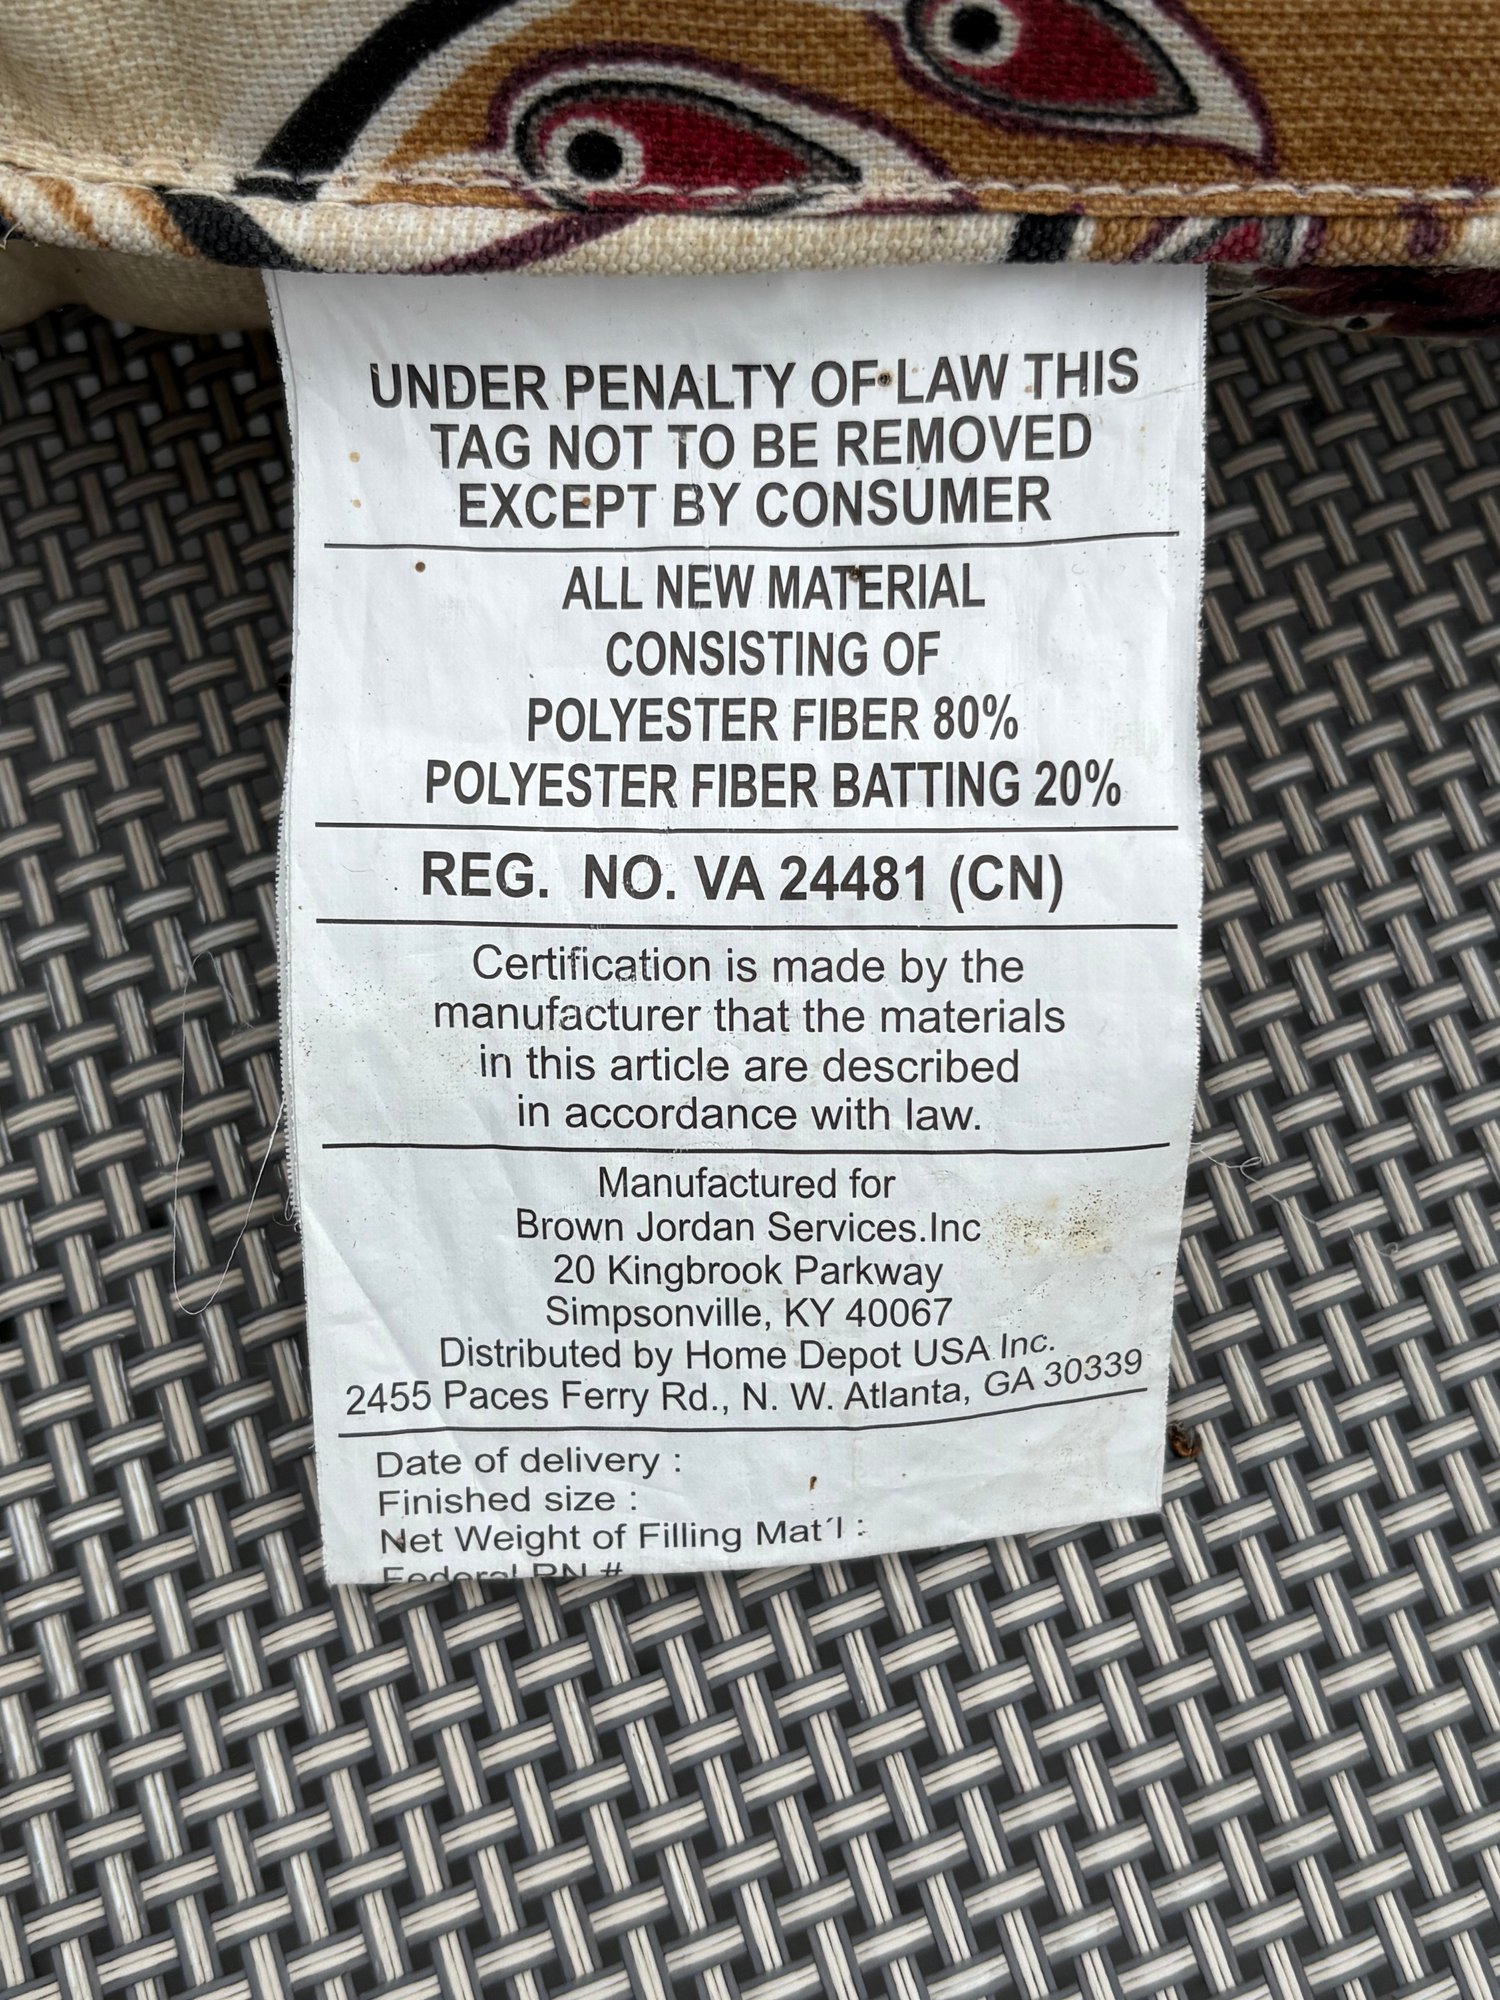 UNDER PENALTY OF LAW THIS
TAG NOT TO BE REMOVED
EXCEPT BY CONSUMER
ALL NEW MATERIAL
CONSISTING OF
POLYESTER FIBER 80%
POLYESTER FIBER BATTING 20%
REG. NO. VA 24481 (CN)
Certification is made by the
manufacturer that the materials
in this article are described
in accordance with law.
Manufactured for
Brown Jordan Services.Inc
20 Kingbrook Parkway
Simpsonville, KY 40067
Distributed by Home Depot USA Inc.
2455 Paces Ferry Rd., N. W. Atlanta, GA 30339
Date of delivery :
Finished size :
Net Weight of Filling Mat´l :
Federal RN #